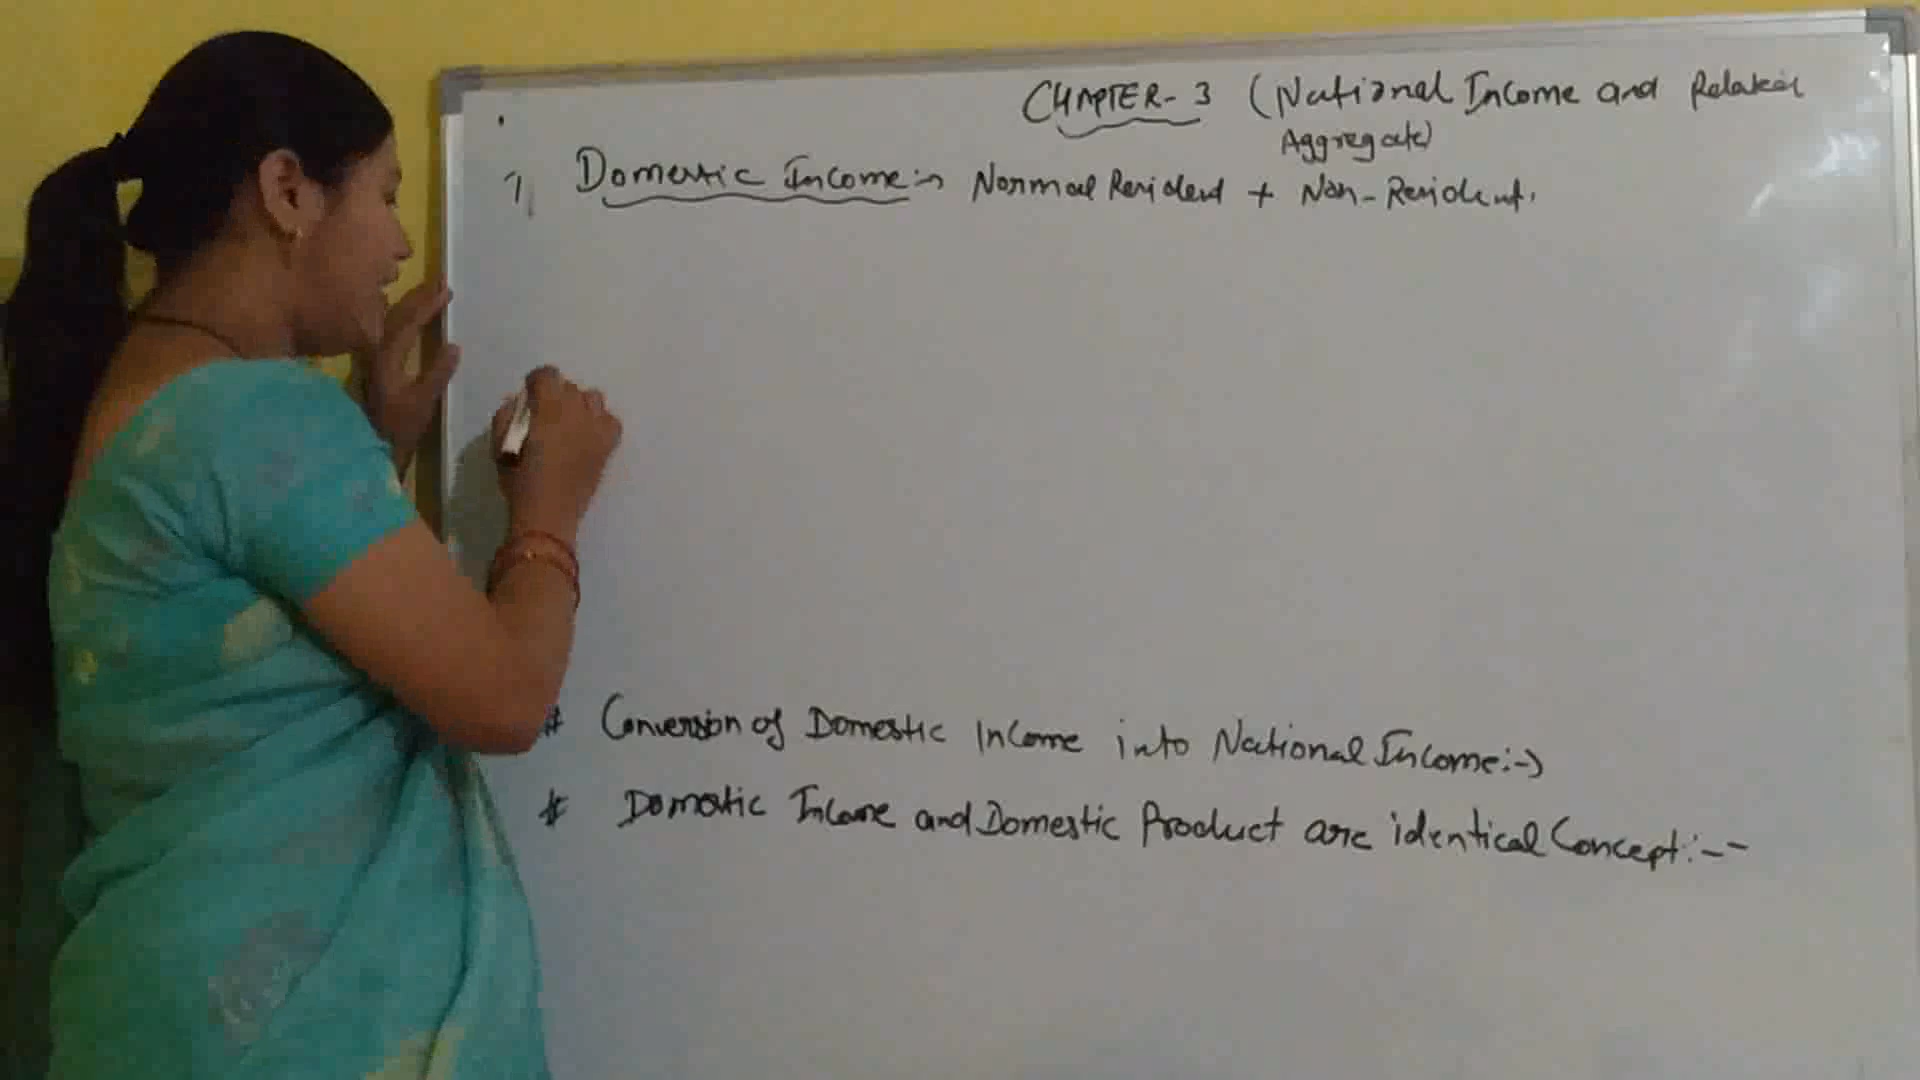 CHAPTER-3 (National Income and Related
Aggregate)
1) Domestic Income:→ Normal Resident + Non-Resident.
# Conversion of Domestic Income into National Income:→
# Domestic Income and Domestic Product are identical Concept:--